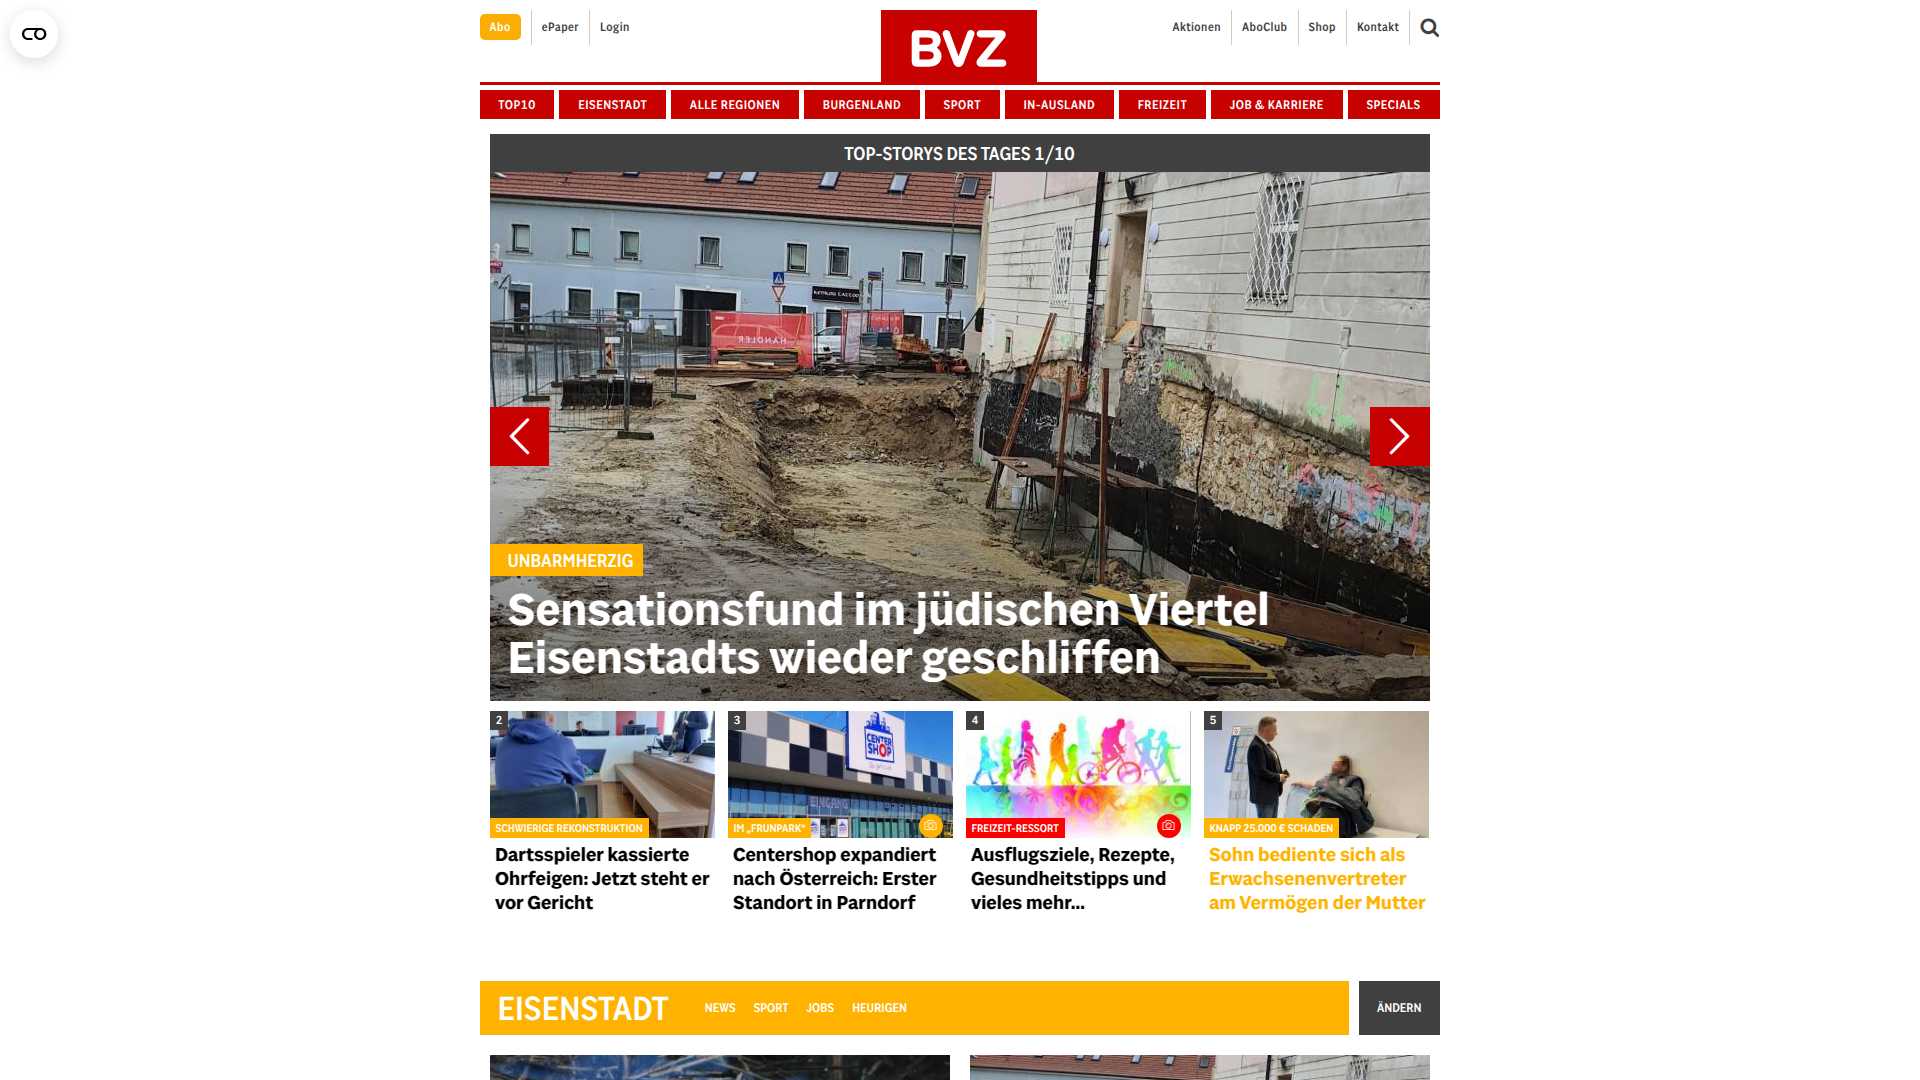 Abo
ePaper
Login
BVZ
Aktionen
AboClub
Shop
Kontakt
TOP10
EISENSTADT
ALLE REGIONEN
BURGENLAND
SPORT
IN-AUSLAND
FREIZEIT
JOB & KARRIERE
SPECIALS
TOP-STORYS DES TAGES 1/10
HÄNDLER
UNBARMHERZIG
Sensationsfund im jüdischen Viertel
Eisenstadts wieder geschliffen
2
SCHWIERIGE REKONSTRUKTION
Dartsspieler kassierte
Ohrfeigen: Jetzt steht er
vor Gericht
3
CENTER
SHOP
EINGANG
IM „FRUNPARK“
Centershop expandiert
nach Österreich: Erster
Standort in Parndorf
4
FREIZEIT-RESSORT
Ausflugsziele, Rezepte,
Gesundheitstipps und
vieles mehr...
5
KNAPP 25.000 € SCHADEN
Sohn bediente sich als
Erwachsenenvertreter
am Vermögen der Mutter
EISENSTADT
NEWS
SPORT
JOBS
HEURIGEN
ÄNDERN